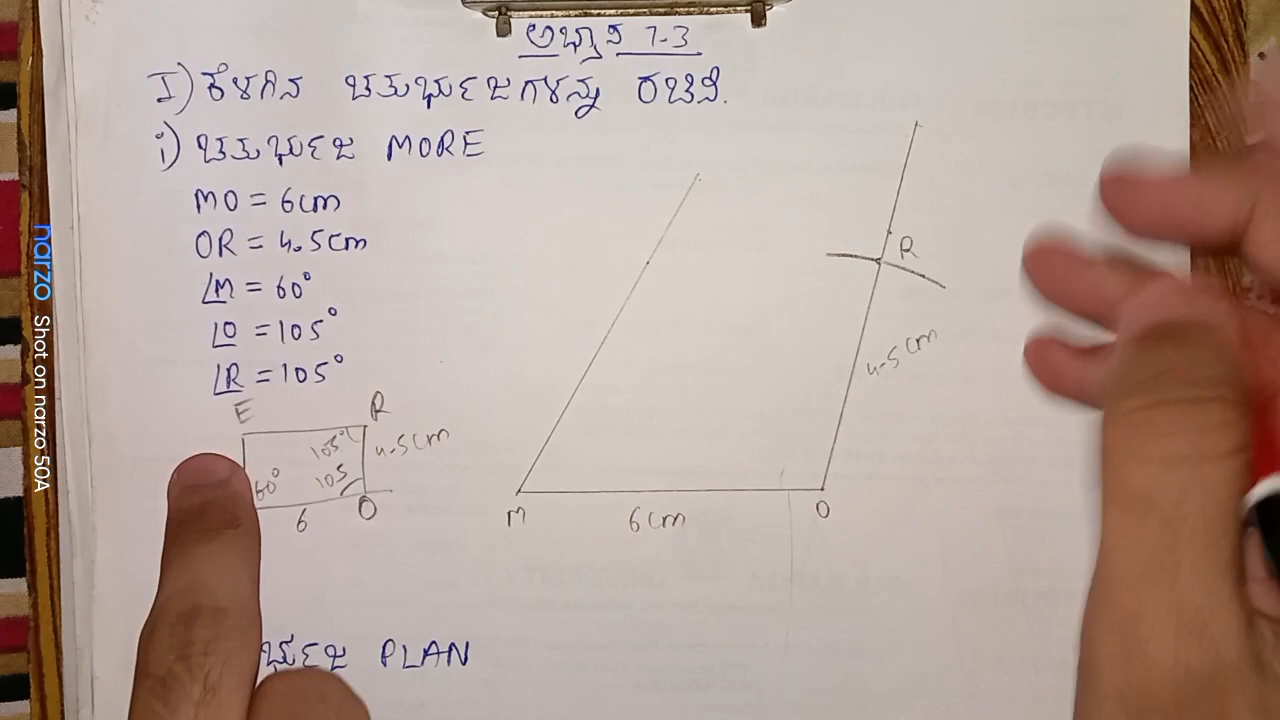 ಅಭ್ಯಾಸ 7.3
I) ಕೆಳಗಿನ ಚತುರ್ಭುಜಗಳನ್ನು ರಚಿಸಿ.
i) ಚತುರ್ಭುಜ MORE
MO = 6cm
OR = 4.5cm
∠M = 60°
∠O = 105°
∠R = 105°
E R
105°
4.5cm
60° 105
6 O
R
4.5cm
M 6cm O
ರ್ಭುಜ PLAN
narzo Shot on narzo 50A